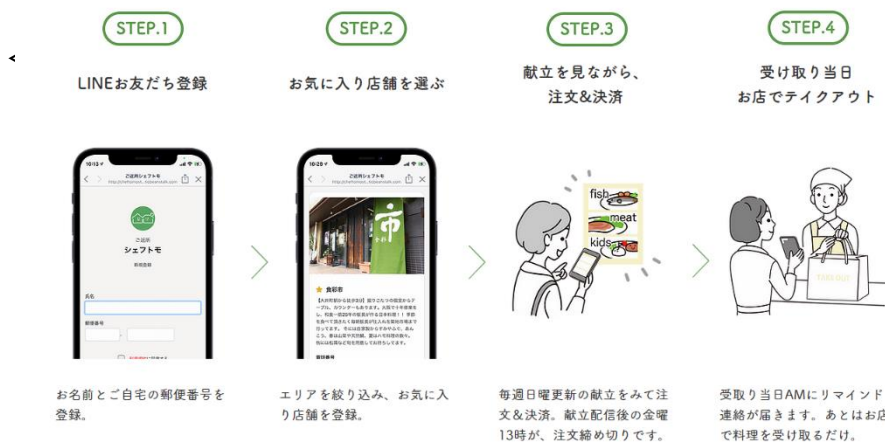 STEP.1
LINEお友だち登録
10:13
ご近所シェフトモ
ご近所
シェフトモ
新規登録
氏名
郵便番号
お名前とご自宅の郵便番号を
登録。
STEP.2
お気に入り店舗を選ぶ
10:29
ご近所シェフトモ
市
食彩市
エリアを絞り込み、お気に入
り店舗を登録。
STEP.3
献立を見ながら、
注文&決済
fish
meat
kids
毎週日曜更新の献立をみて注
文&決済。献立配信後の金曜
13時が、注文締め切りです。
STEP.4
受け取り当日
お店でテイクアウト
TAKEOUT
受取り当日AMにリマインド
連絡が届きます。あとはお店
で料理を受け取るだけ。